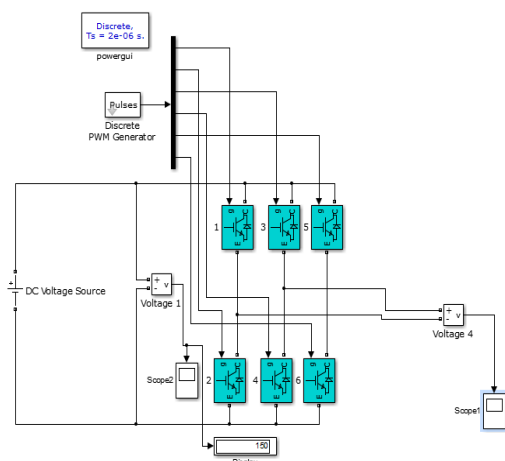 Discrete,
Ts = 2e-06 s.
powergui
Pulses
Discrete
PWM Generator
g C
E
1
g C
E
3
g C
E
5
DC Voltage Source
+
-
v
Voltage 1
+
-
v
Voltage 4
Scope2
g C
E
2
g C
E
4
g C
E
6
Scope1
150